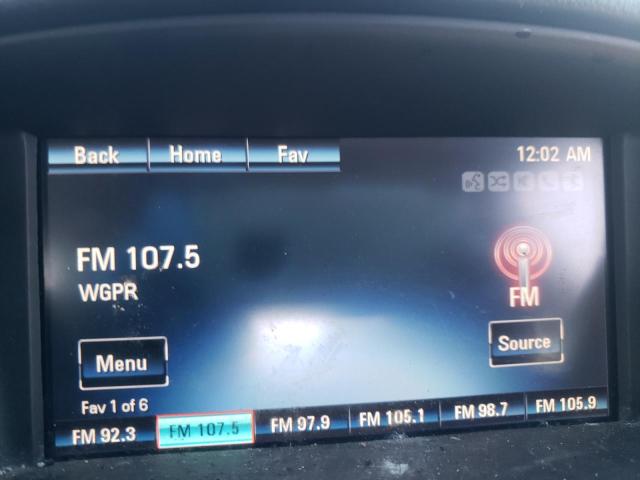 Back Home Fav 12:02 AM
FM 107.5
WGPR
FM
Menu
Source
Fav 1 of 6
FM 92.3 FM 107.5 FM 97.9 FM 105.1 FM 98.7 FM 105.9